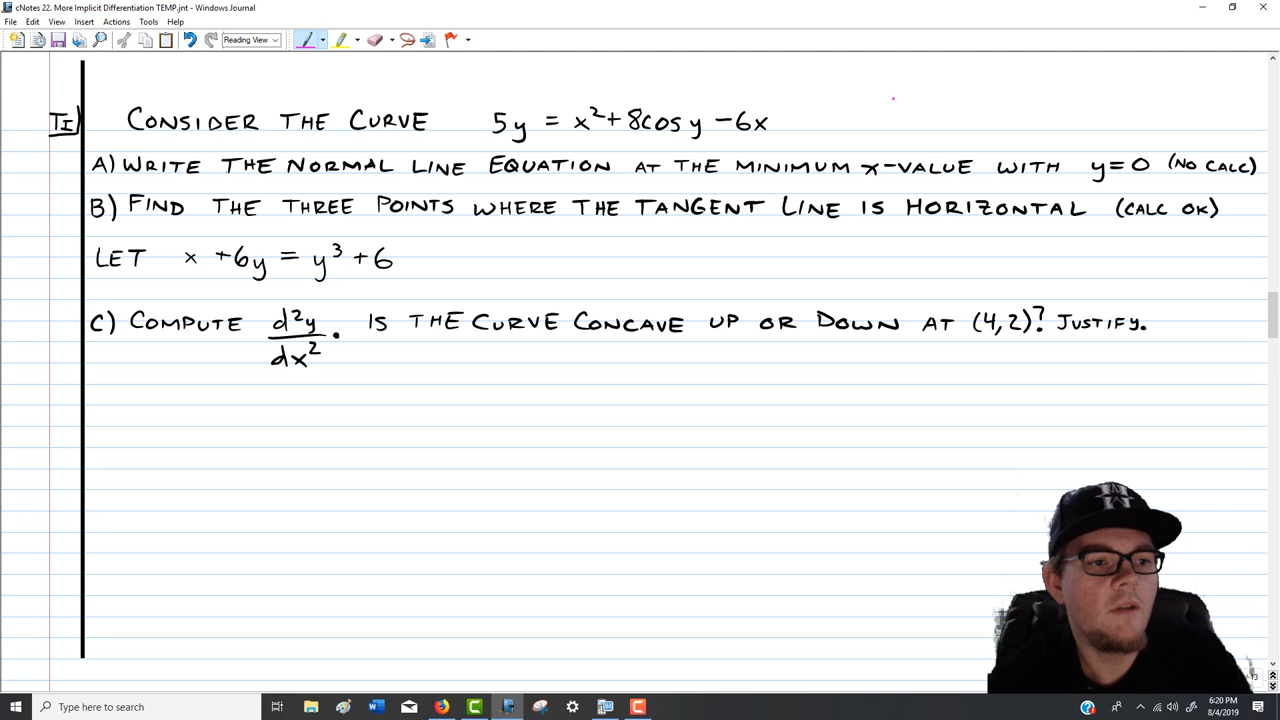 cNotes 22. More Implicit Differentiation TEMP.jnt - Windows Journal
File Edit View Insert Actions Tools Help
Reading View
TI) CONSIDER THE CURVE 5y = x²+8cosy -6x
A) WRITE THE NORMAL LINE EQUATION AT THE MINIMUM x-VALUE WITH y=0 (NO CALC)
B) FIND THE THREE POINTS WHERE THE TANGENT LINE IS HORIZONTAL (CALC OK)
LET x +6y = y³ +6
C) COMPUTE d²y/dx². IS THE CURVE CONCAVE UP OR DOWN AT (4,2)? JUSTIFY.
13
Type here to search
6:20 PM
8/4/2019